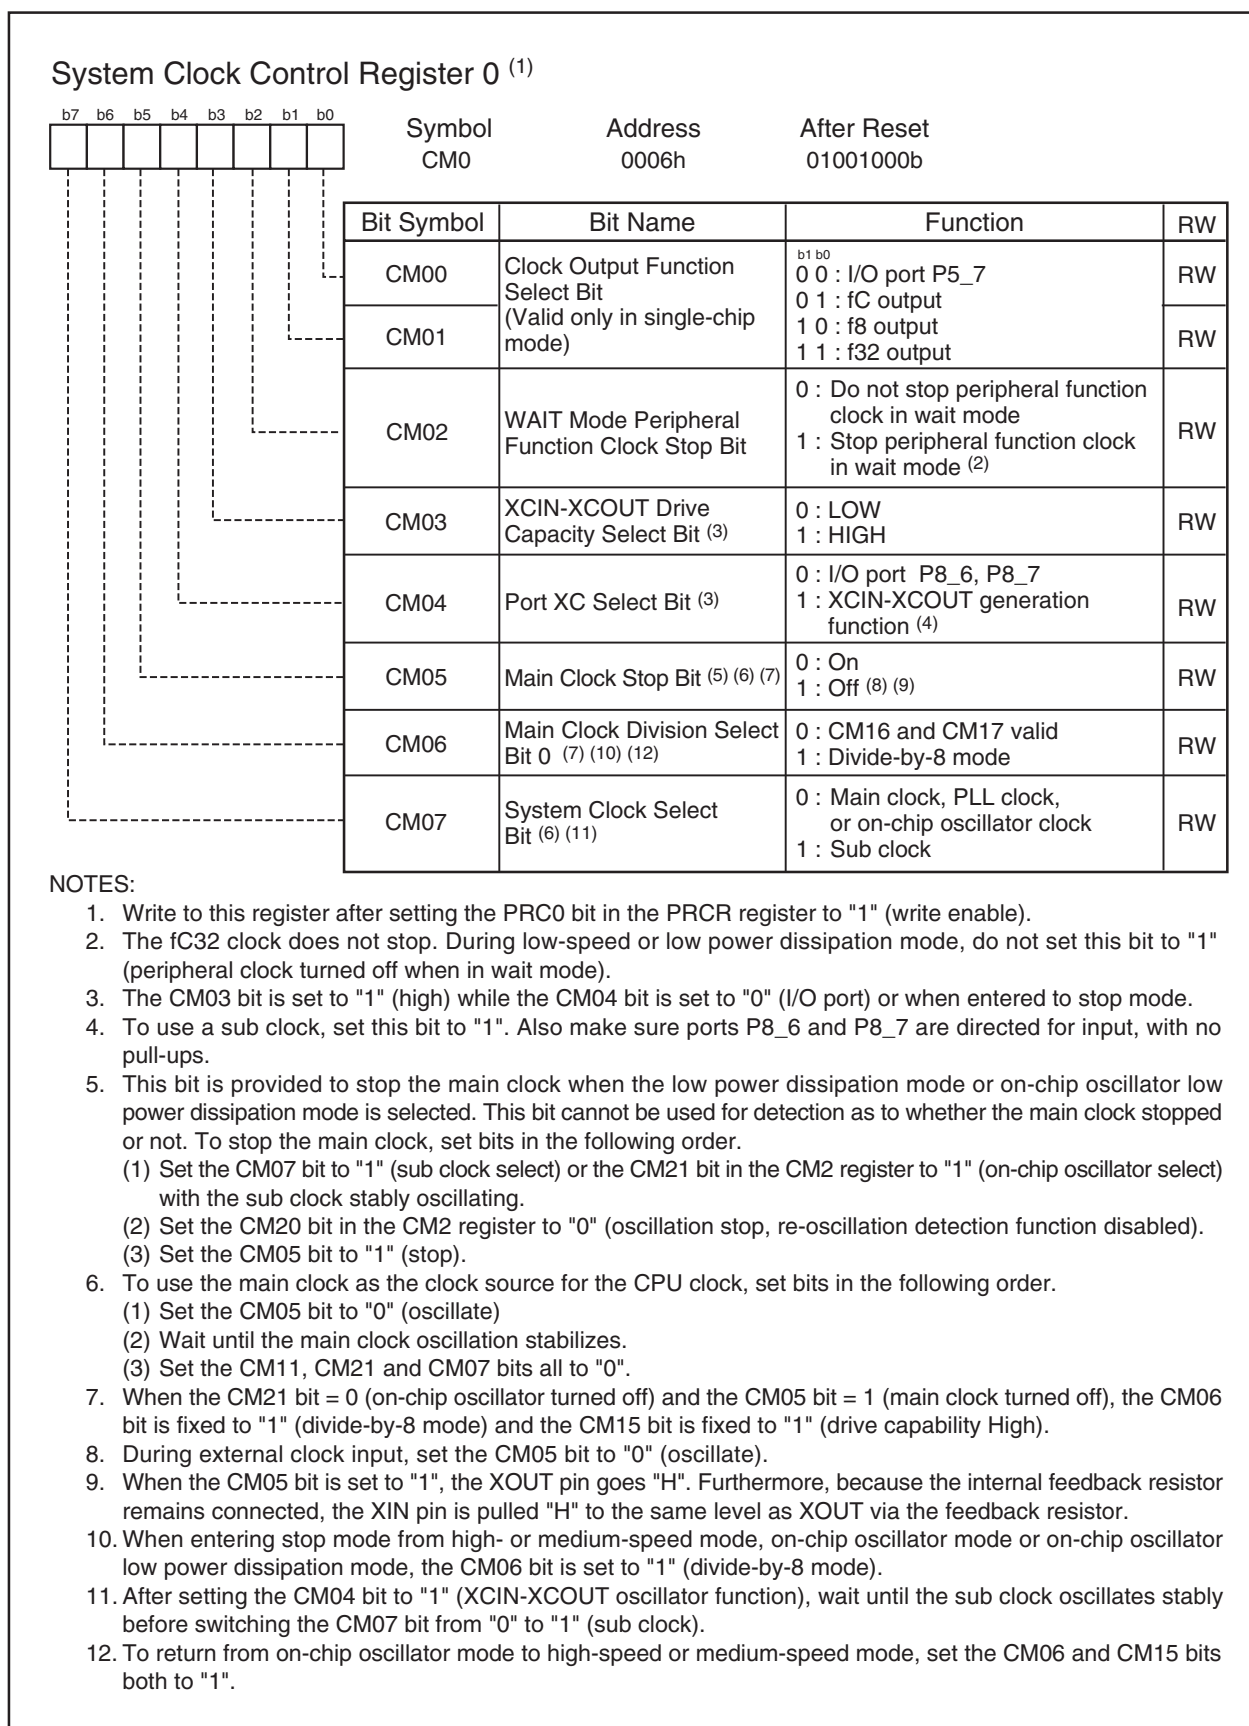 System Clock Control Register 0 (1)
b7 b6 b5 b4 b3 b2 b1 b0
Symbol Address After Reset
CM0 0006h 01001000b
Bit Symbol Bit Name Function RW
CM00 Clock Output Function Select Bit (Valid only in single-chip mode) b1 b0 RW
0 0 : I/O port P5_7
0 1 : fC output
CM01 1 0 : f8 output RW
1 1 : f32 output
CM02 WAIT Mode Peripheral Function Clock Stop Bit 0 : Do not stop peripheral function RW
clock in wait mode
1 : Stop peripheral function clock
in wait mode (2)
CM03 XCIN-XCOUT Drive Capacity Select Bit (3) 0 : LOW RW
1 : HIGH
CM04 Port XC Select Bit (3) 0 : I/O port P8_6, P8_7 RW
1 : XCIN-XCOUT generation
function (4)
CM05 Main Clock Stop Bit (5) (6) (7) 0 : On RW
1 : Off (8) (9)
CM06 Main Clock Division Select Bit 0 (7) (10) (12) 0 : CM16 and CM17 valid RW
1 : Divide-by-8 mode
CM07 System Clock Select Bit (6) (11) 0 : Main clock, PLL clock, RW
or on-chip oscillator clock
1 : Sub clock
NOTES:
1. Write to this register after setting the PRC0 bit in the PRCR register to "1" (write enable).
2. The fC32 clock does not stop. During low-speed or low power dissipation mode, do not set this bit to "1"
(peripheral clock turned off when in wait mode).
3. The CM03 bit is set to "1" (high) while the CM04 bit is set to "0" (I/O port) or when entered to stop mode.
4. To use a sub clock, set this bit to "1". Also make sure ports P8_6 and P8_7 are directed for input, with no
pull-ups.
5. This bit is provided to stop the main clock when the low power dissipation mode or on-chip oscillator low
power dissipation mode is selected. This bit cannot be used for detection as to whether the main clock stopped
or not. To stop the main clock, set bits in the following order.
(1) Set the CM07 bit to "1" (sub clock select) or the CM21 bit in the CM2 register to "1" (on-chip oscillator select)
with the sub clock stably oscillating.
(2) Set the CM20 bit in the CM2 register to "0" (oscillation stop, re-oscillation detection function disabled).
(3) Set the CM05 bit to "1" (stop).
6. To use the main clock as the clock source for the CPU clock, set bits in the following order.
(1) Set the CM05 bit to "0" (oscillate)
(2) Wait until the main clock oscillation stabilizes.
(3) Set the CM11, CM21 and CM07 bits all to "0".
7. When the CM21 bit = 0 (on-chip oscillator turned off) and the CM05 bit = 1 (main clock turned off), the CM06
bit is fixed to "1" (divide-by-8 mode) and the CM15 bit is fixed to "1" (drive capability High).
8. During external clock input, set the CM05 bit to "0" (oscillate).
9. When the CM05 bit is set to "1", the XOUT pin goes "H". Furthermore, because the internal feedback resistor
remains connected, the XIN pin is pulled "H" to the same level as XOUT via the feedback resistor.
10. When entering stop mode from high- or medium-speed mode, on-chip oscillator mode or on-chip oscillator
low power dissipation mode, the CM06 bit is set to "1" (divide-by-8 mode).
11. After setting the CM04 bit to "1" (XCIN-XCOUT oscillator function), wait until the sub clock oscillates stably
before switching the CM07 bit from "0" to "1" (sub clock).
12. To return from on-chip oscillator mode to high-speed or medium-speed mode, set the CM06 and CM15 bits
both to "1".